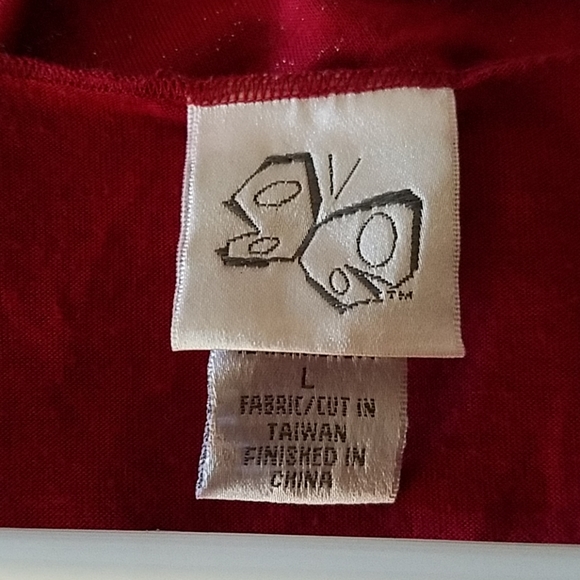 TM
L
FABRIC/CUT IN
TAIWAN
FINISHED IN
CHINA